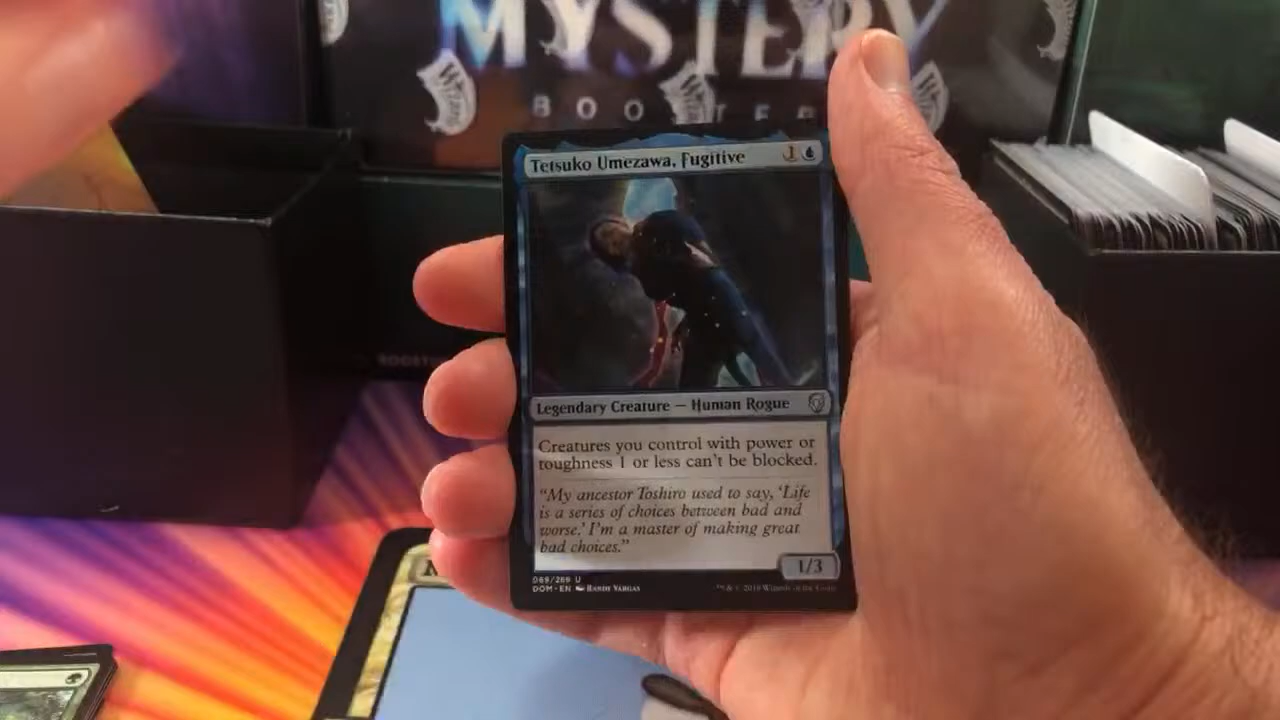 MYSTERY
BOOSTER
Tetsuko Umezawa, Fugitive 1
Legendary Creature — Human Rogue
Creatures you control with power or
toughness 1 or less can't be blocked.
"My ancestor Toshiro used to say, 'Life
is a series of choices between bad and
worse.' I'm a master of making great
bad choices."
1/3
069/269 U
DOM • EN Randy Vargas
™ & © 2018 Wizards of the Coast